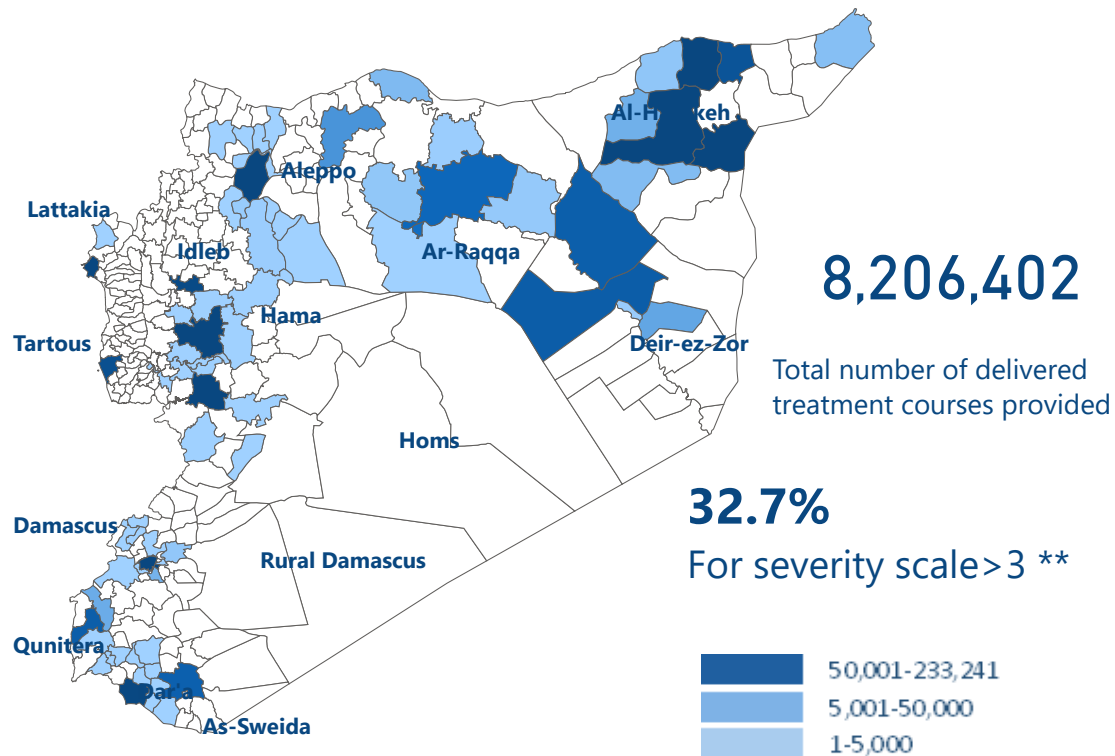 Al-H
keh
Aleppo
Lattakia
Idleb
Ar-Raqqa
8,206,402
Hama
Tartous
Deir-ez-Zor
Total number of delivered
treatment courses provided
Homs
32.7%
Damascus
For severity scale>3 **
Rural Damascus
Qunitera
50,001-233,241
Dar'a
5,001-50,000
As-Sweida
1-5,000